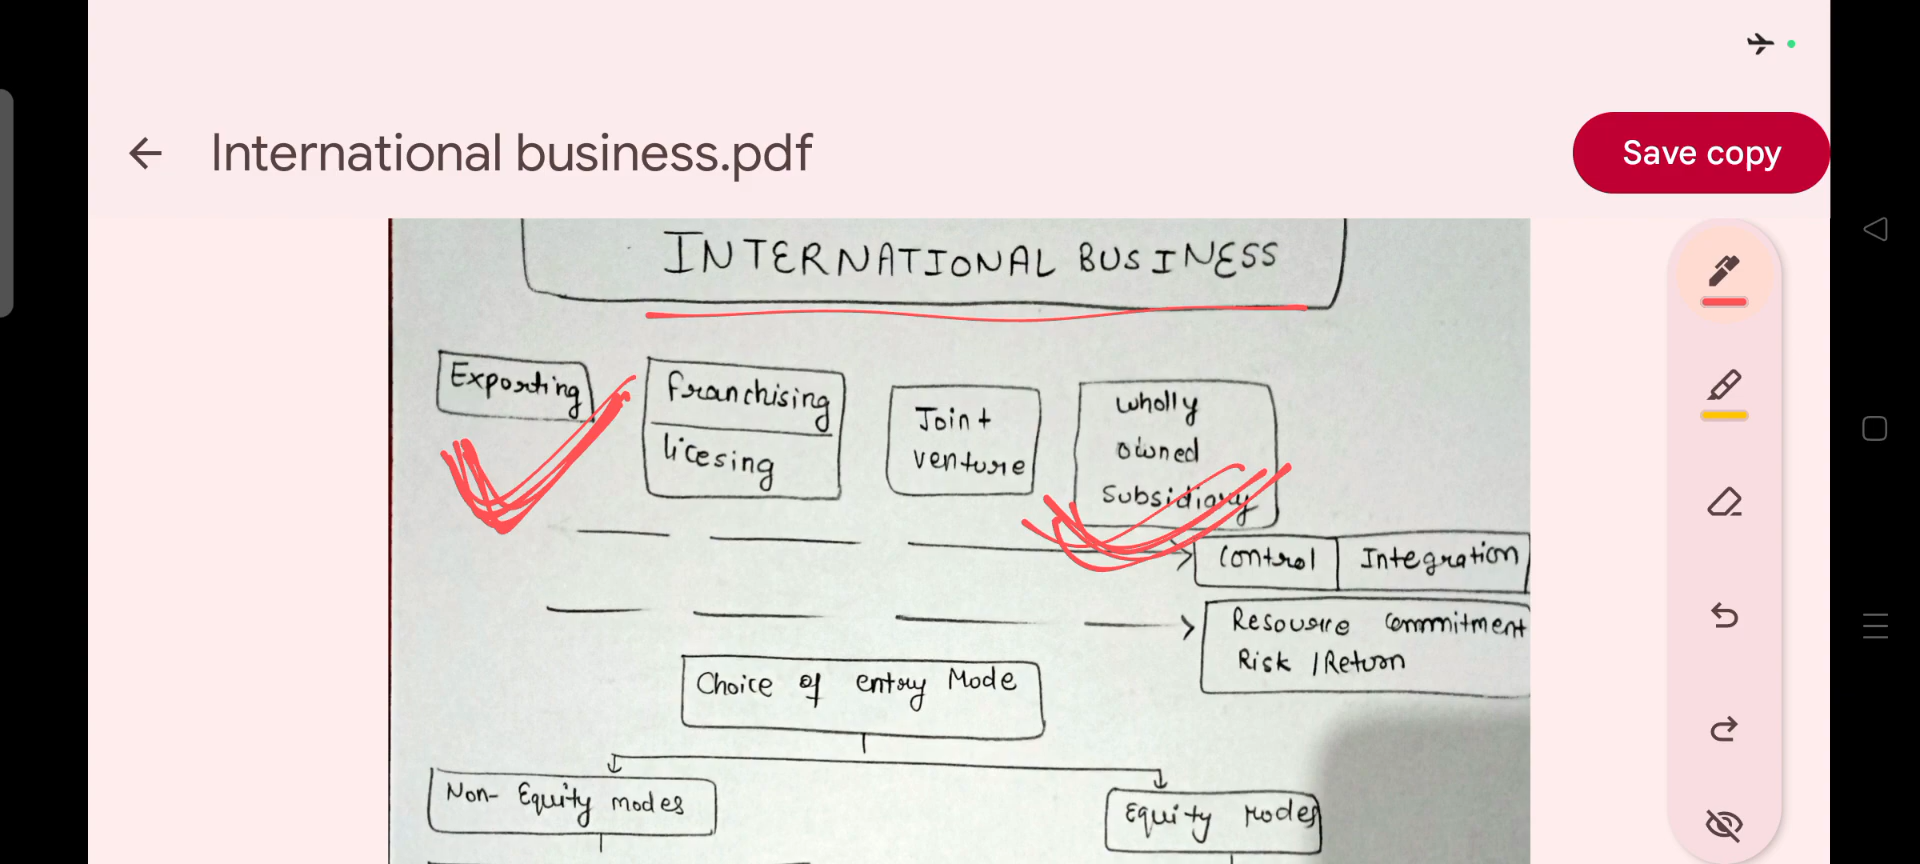 International business.pdf
Save copy
INTERNATIONAL BUSINESS
Exporting
franchising
licesing
Joint
venture
Wholly
owned
Subsidiary
Control
Integration
Resource Commitment
Risk / Return
Choice of entry Mode
Non- Equity modes
Equity Modes